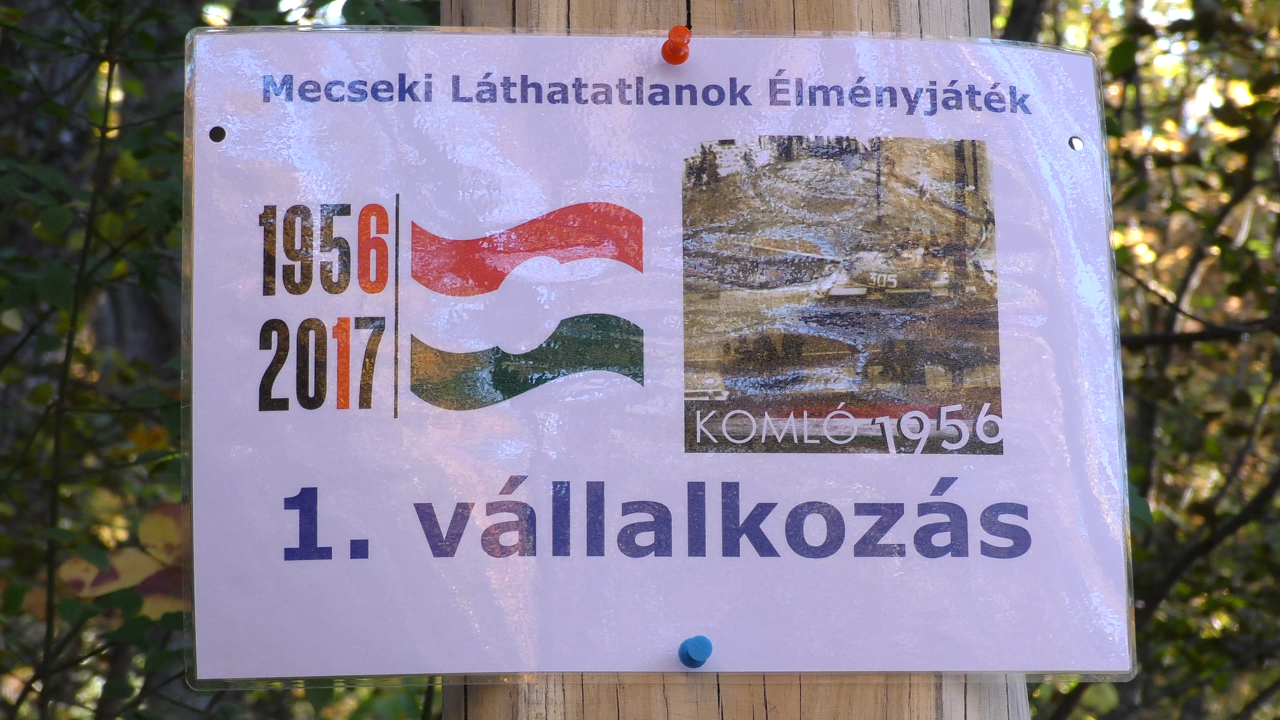 Mecseki Láthatatlanok Élményjáték
1956
2017
305
KOMLÓ 1956
1. vállalkozás